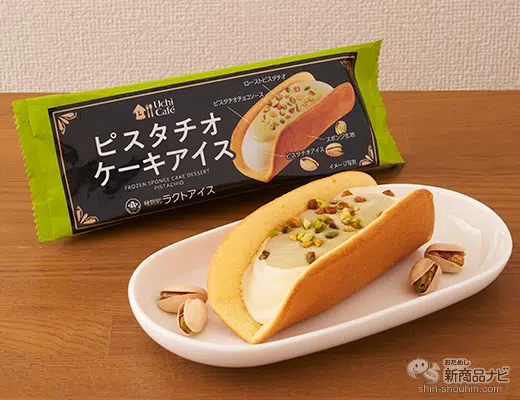 Uchi
Café
ピスタチオ
ケーキアイス
FROZEN SPONGE CAKE DESSERT
PISTACHIO
種類別 ラクトアイス
ローストピスタチオ
ピスタチオチョコソース
スポンジ生地
ピスタチオアイス
イメージ写真
おためし
新商品ナビ
shin-shouhin.com